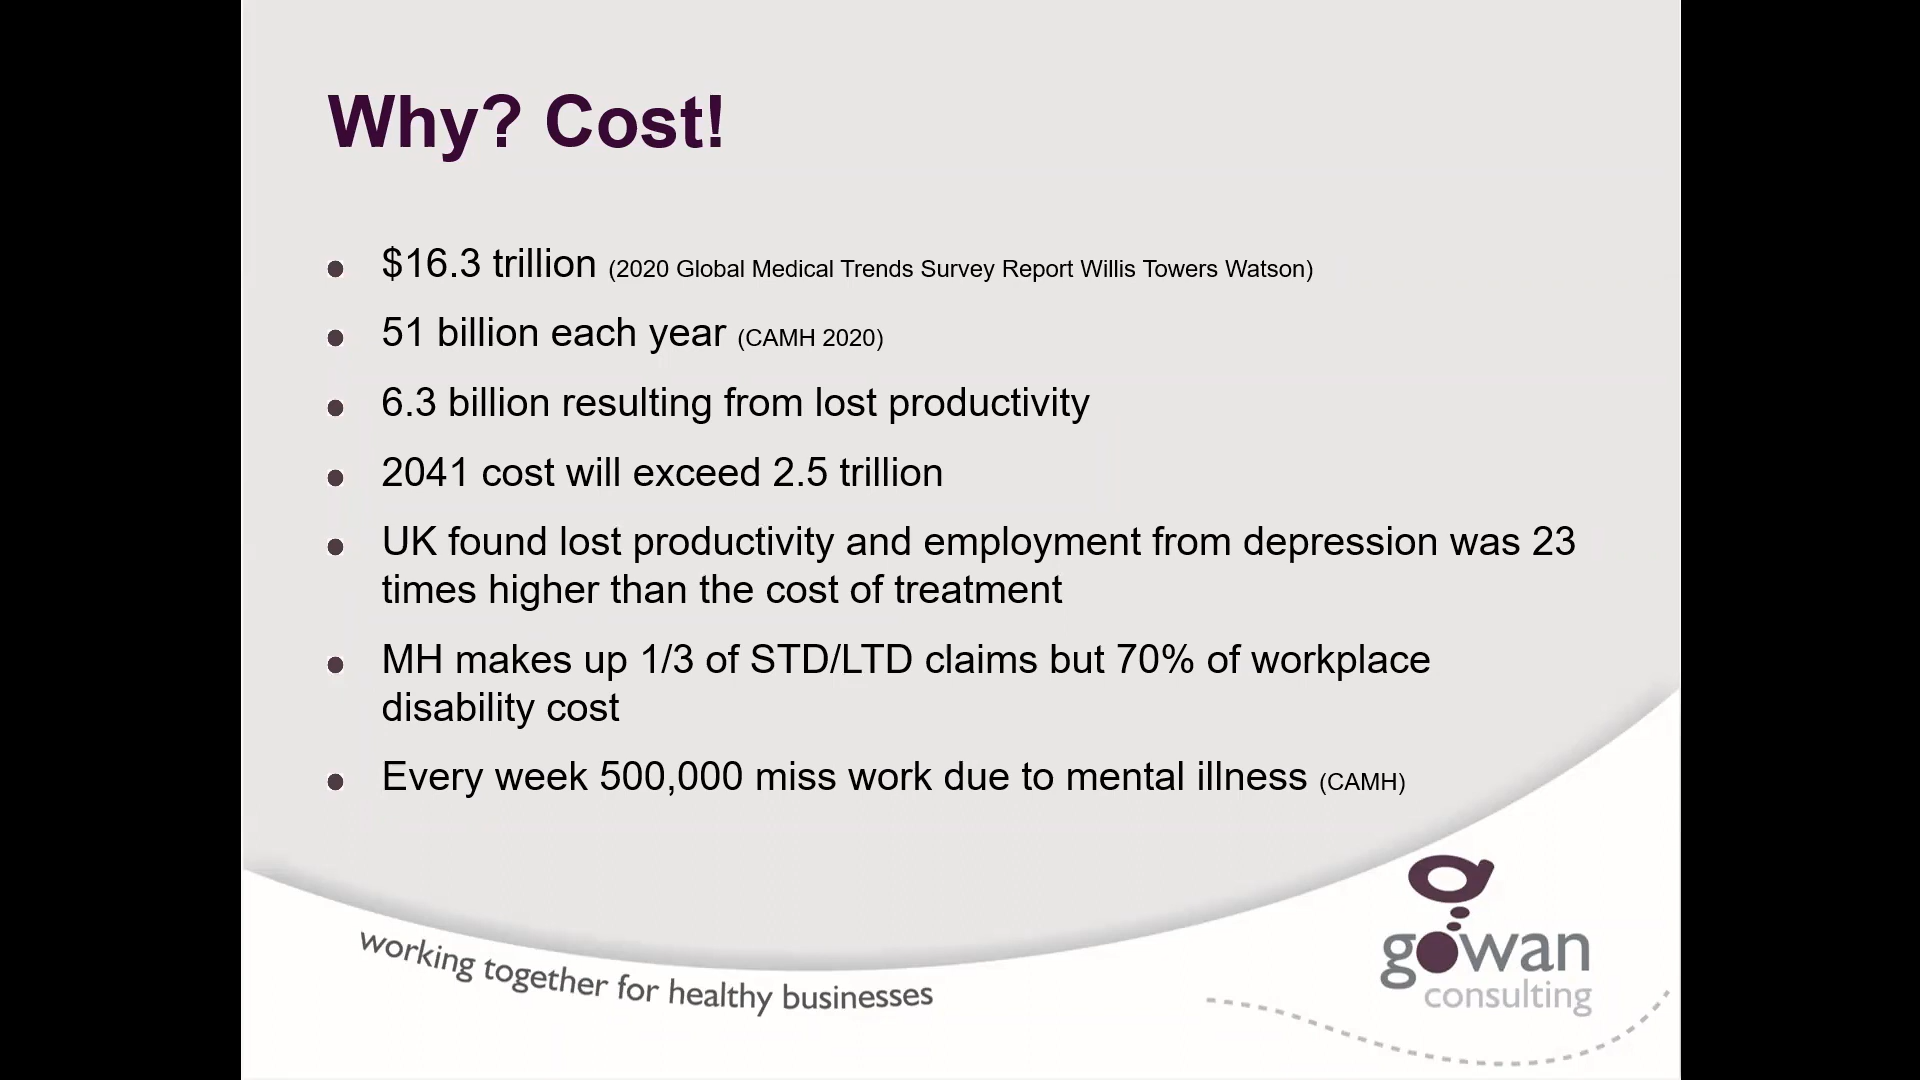 Why? Cost!
$16.3 trillion (2020 Global Medical Trends Survey Report Willis Towers Watson)
51 billion each year (CAMH 2020)
6.3 billion resulting from lost productivity
2041 cost will exceed 2.5 trillion
UK found lost productivity and employment from depression was 23
times higher than the cost of treatment
MH makes up 1/3 of STD/LTD claims but 70% of workplace
disability cost
Every week 500,000 miss work due to mental illness (CAMH)
working together for healthy businesses
gowan
consulting